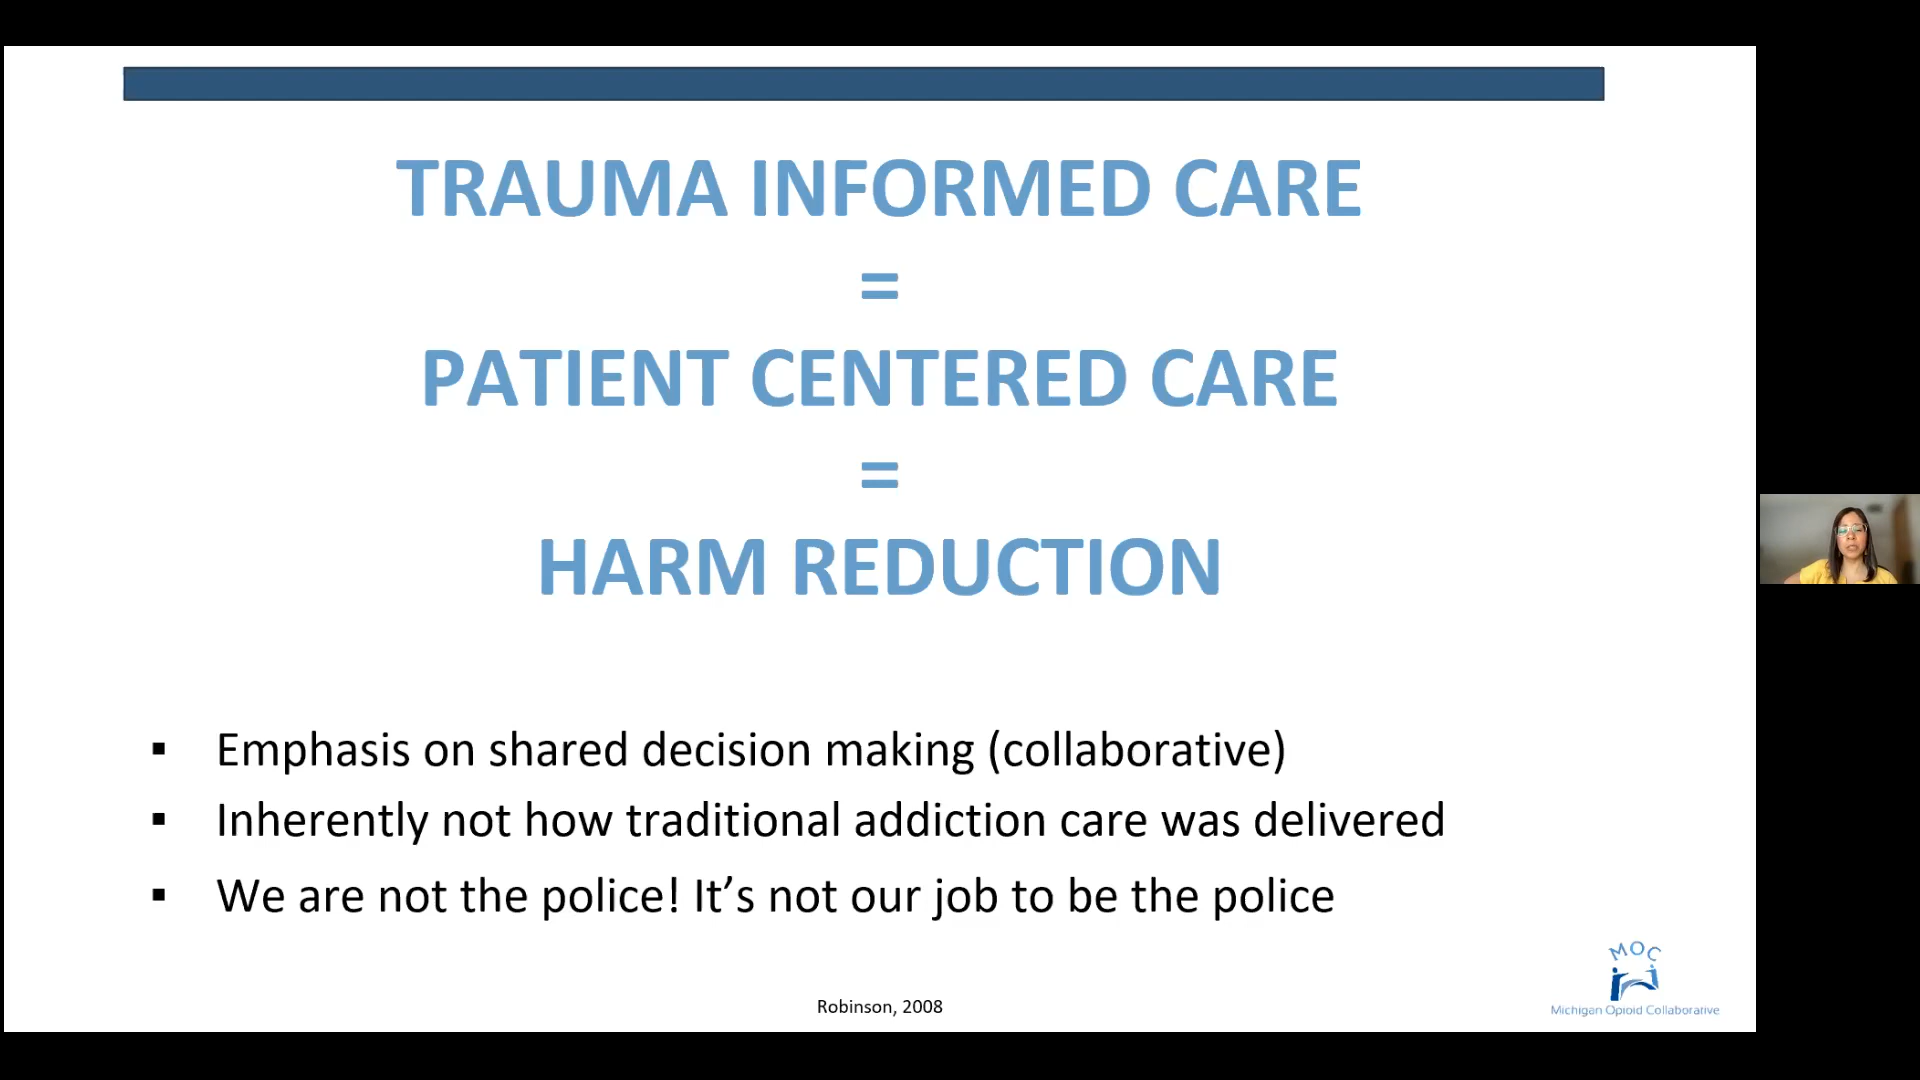 TRAUMA INFORMED CARE
=
PATIENT CENTERED CARE
=
HARM REDUCTION
▪ Emphasis on shared decision making (collaborative)
▪ Inherently not how traditional addiction care was delivered
▪ We are not the police! It’s not our job to be the police
Robinson, 2008
MOC
Michigan Opioid Collaborative